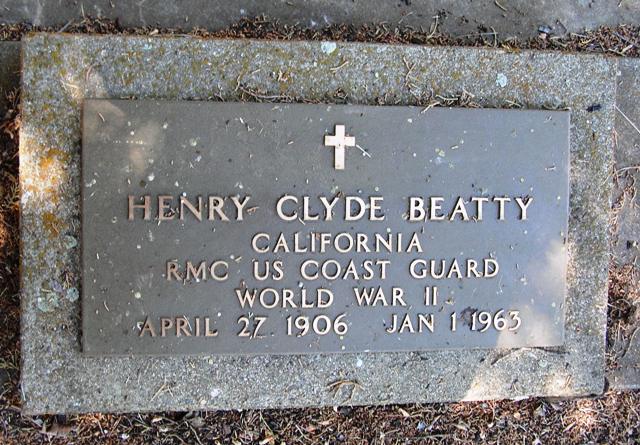 HENRY CLYDE BEATTY
CALIFORNIA
RMC US COAST GUARD
WORLD WAR II
APRIL 27 1906 JAN 1 1963